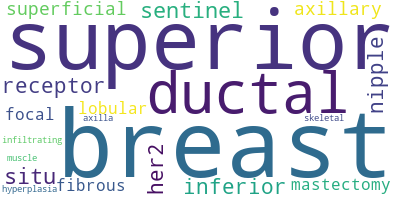 superficial sentinel axillary
superior
receptor ductal nipple
focal lobular
axilla skeletal
infiltrating breast
muscle
situ her2
hyperplasia fibrous inferior mastectomy